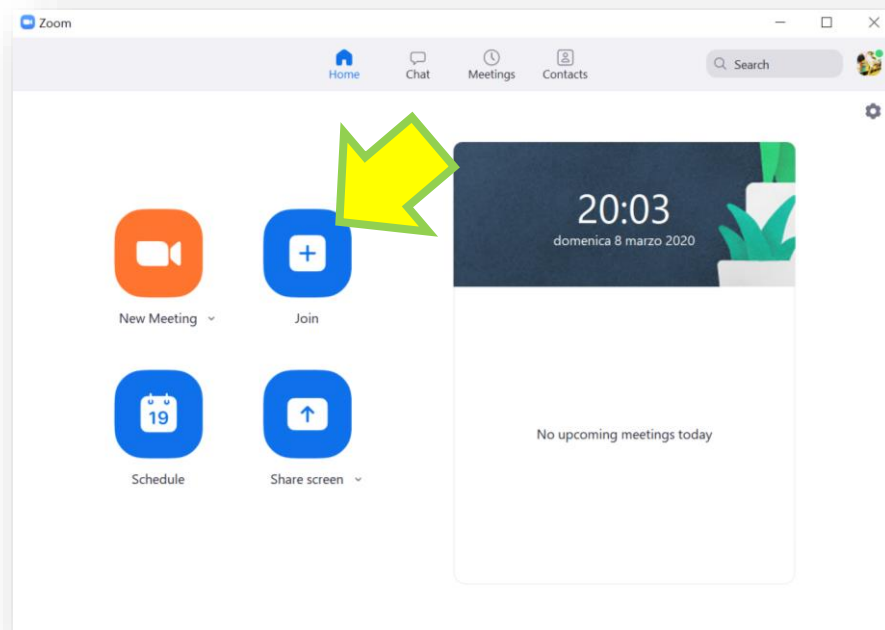 Zoom
Home
Chat
Meetings
Contacts
Search
20:03
domenica 8 marzo 2020
New Meeting
Join
19
Schedule
Share screen
No upcoming meetings today